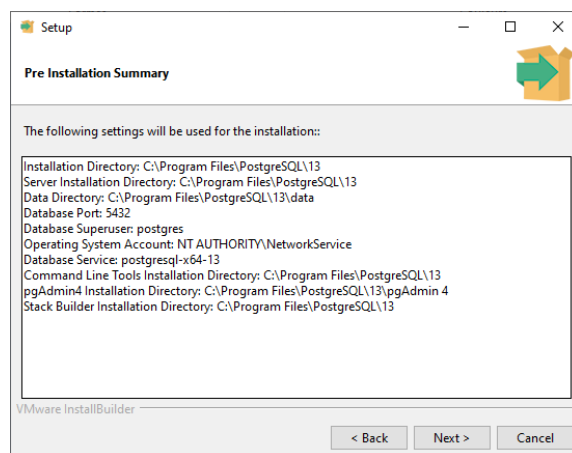 Setup
Pre Installation Summary
The following settings will be used for the installation::
Installation Directory: C:\Program Files\PostgreSQL\13
Server Installation Directory: C:\Program Files\PostgreSQL\13
Data Directory: C:\Program Files\PostgreSQL\13\data
Database Port: 5432
Database Superuser: postgres
Operating System Account: NT AUTHORITY\NetworkService
Database Service: postgresql-x64-13
Command Line Tools Installation Directory: C:\Program Files\PostgreSQL\13
pgAdmin4 Installation Directory: C:\Program Files\PostgreSQL\13\pgAdmin 4
Stack Builder Installation Directory: C:\Program Files\PostgreSQL\13
VMware InstallBuilder
< Back Next > Cancel